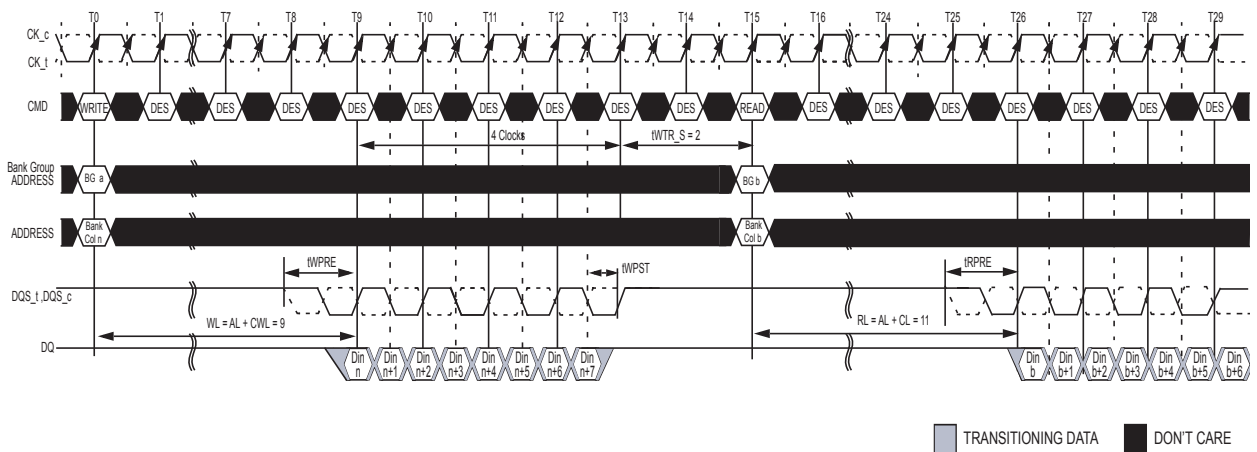 T0 T1 T7 T8 T9 T10 T11 T12 T13 T14 T15 T16 T24 T25 T26 T27 T28 T29
CK_c
CK_t
CMD WRITE DES DES DES DES DES DES DES DES DES READ DES DES DES DES DES DES DES
4 Clocks tWTR_S = 2
Bank Group
ADDRESS
BG a BG b
ADDRESS
Bank
Col n
Bank
Col b
tWPRE tWPST tRPRE
DQS_t ,DQS_c
WL = AL + CWL = 9 RL = AL + CL = 11
DQ
Din Din Din Din Din Din Din Din Din Din Din Din Din Din Din
n n+1 n+2 n+3 n+4 n+5 n+6 n+7 b b+1 b+2 b+3 b+4 b+5 b+6
TRANSITIONING DATA DON'T CARE